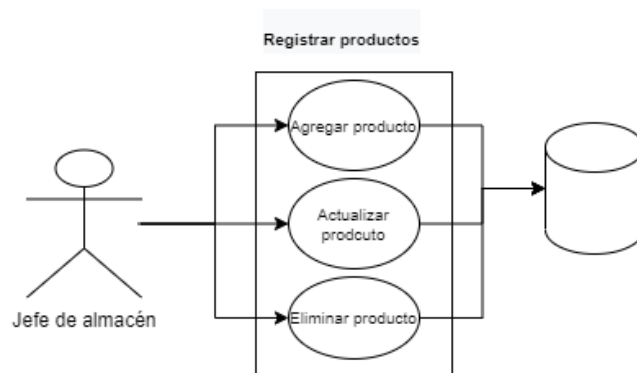 Registrar productos
Agregar producto
Actualizar
prodcuto
Eliminar producto
Jefe de almacén